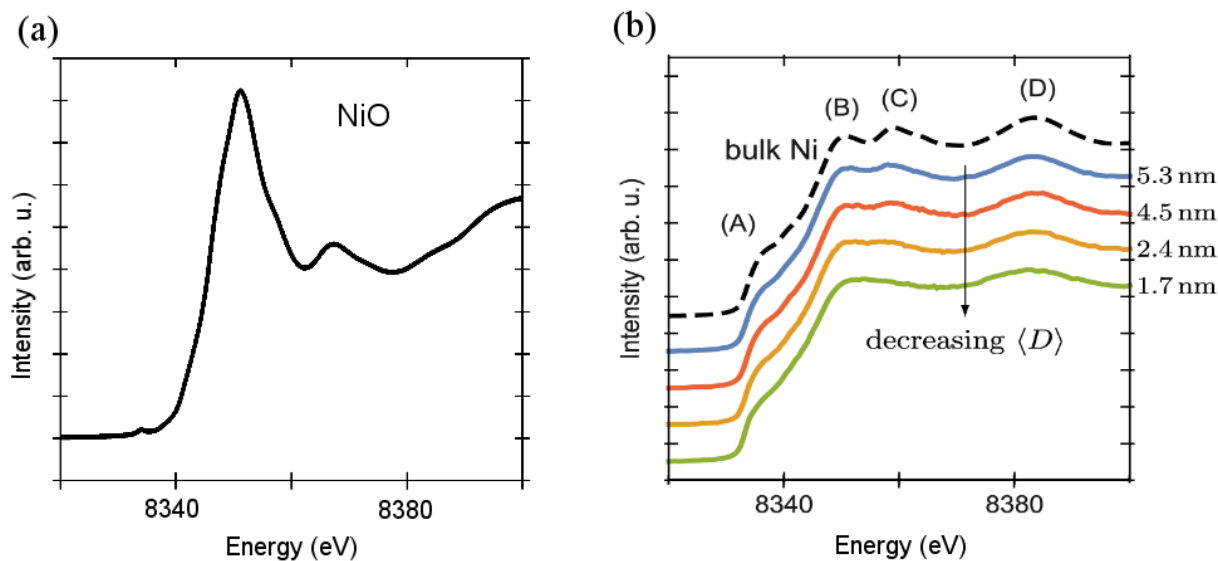 (a)
NiO
Intensity (arb. u.)
8340
8380
Energy (eV)
(b)
(A)
(B)
(C)
(D)
bulk Ni
5.3 nm
4.5 nm
2.4 nm
1.7 nm
decreasing ⟨D⟩
Intensity (arb. u.)
8340
8380
Energy (eV)